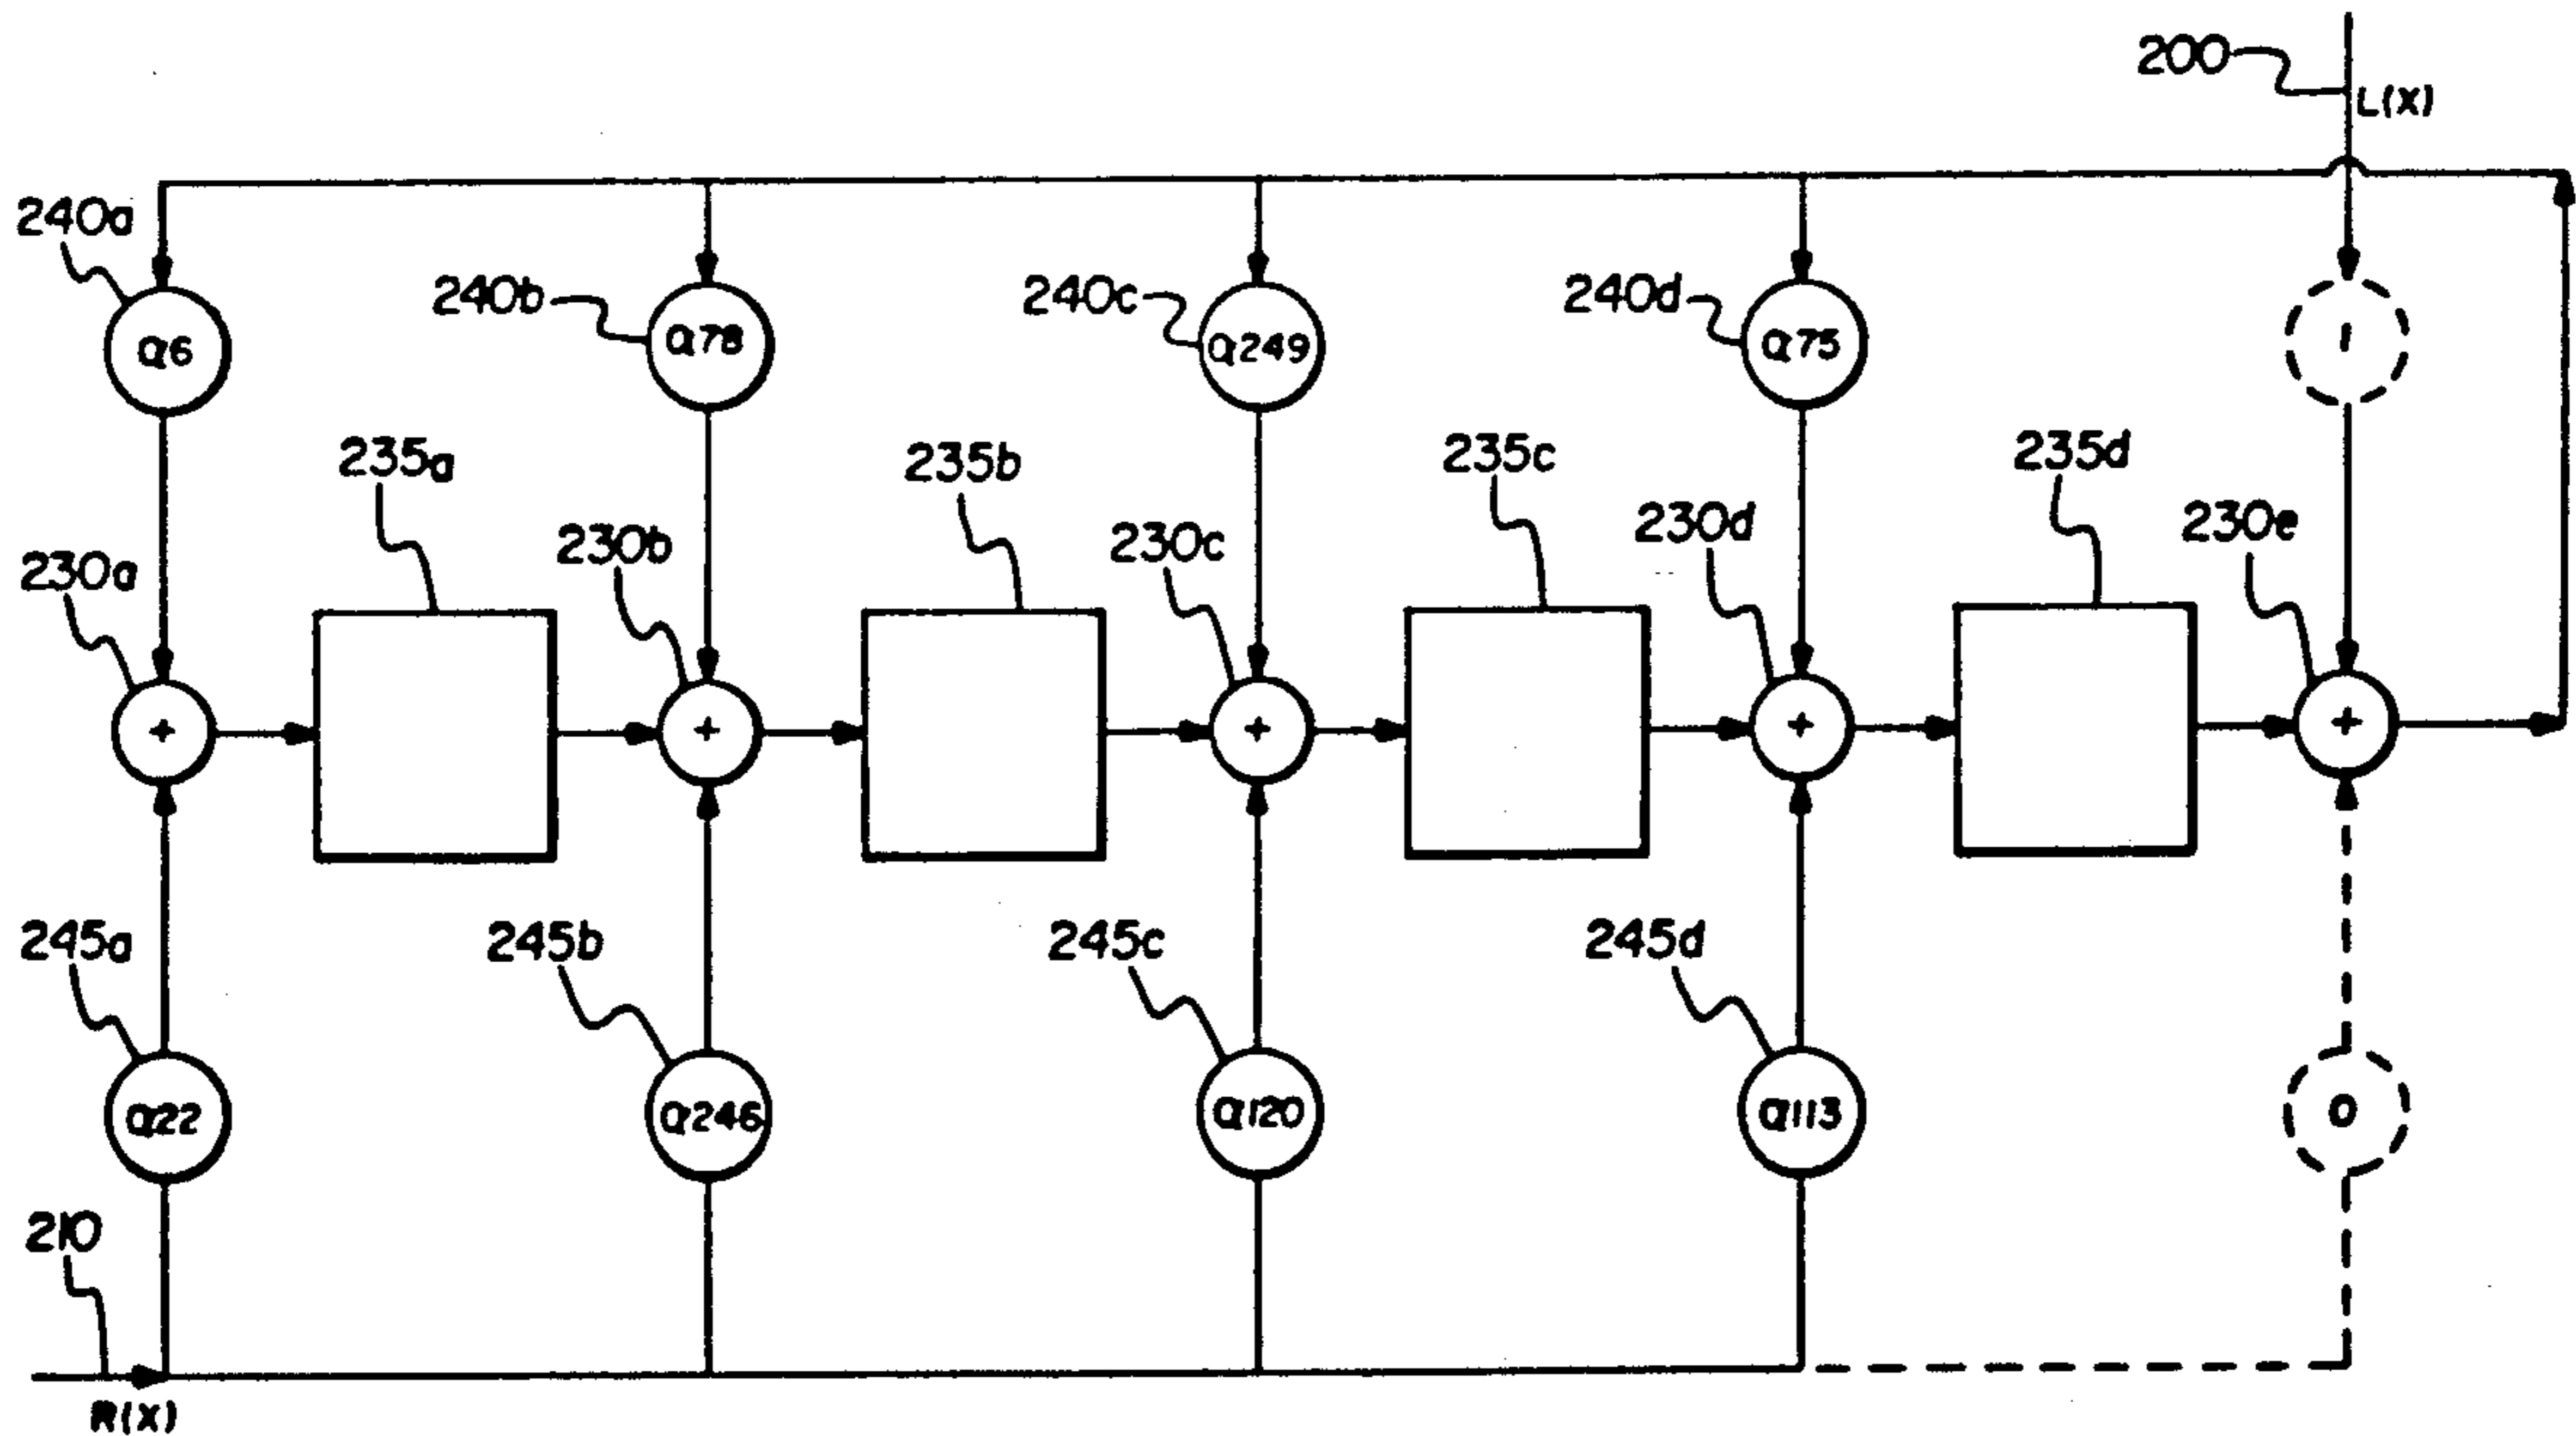 200
L(X)
240a
240b
240c
240d
α6
α78
α249
α75
1
235a
235b
235c
235d
230a
230b
230c
230d
230e
+
+
+
+
+
245a
245b
245c
245d
α22
α246
α120
α113
0
210
R(X)